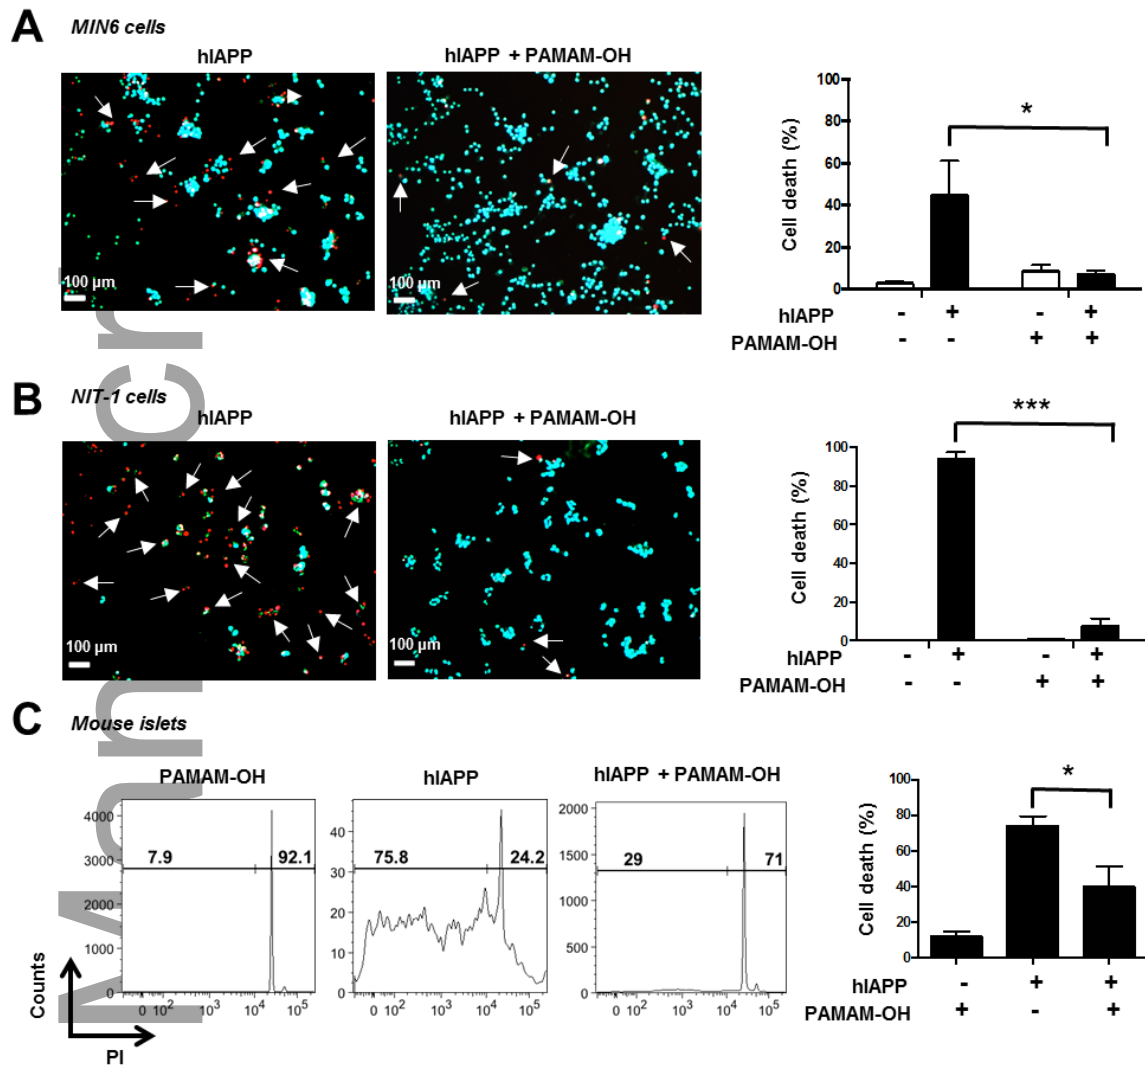 A MIN6 cells
hIAPP
hIAPP + PAMAM-OH
100 µm
100 µm
Cell death (%)
100
80
60
40
20
0
*
hIAPP - + - +
PAMAM-OH - - + +
B NIT-1 cells
hIAPP
hIAPP + PAMAM-OH
100 µm
100 µm
Cell death (%)
100
80
60
40
20
0
***
hIAPP - + - +
PAMAM-OH - - + +
C Mouse islets
PAMAM-OH
4000
3000
2000
1000
0
7.9 92.1
0 10² 10³ 10⁴ 10⁵
hIAPP
40
30
20
10
0
75.8 24.2
0 10² 10³ 10⁴ 10⁵
hIAPP + PAMAM-OH
2000
1500
1000
500
0
29 71
0 10² 10³ 10⁴ 10⁵
Counts
PI
Cell death (%)
80
60
40
20
0
*
hIAPP - + +
PAMAM-OH + - +